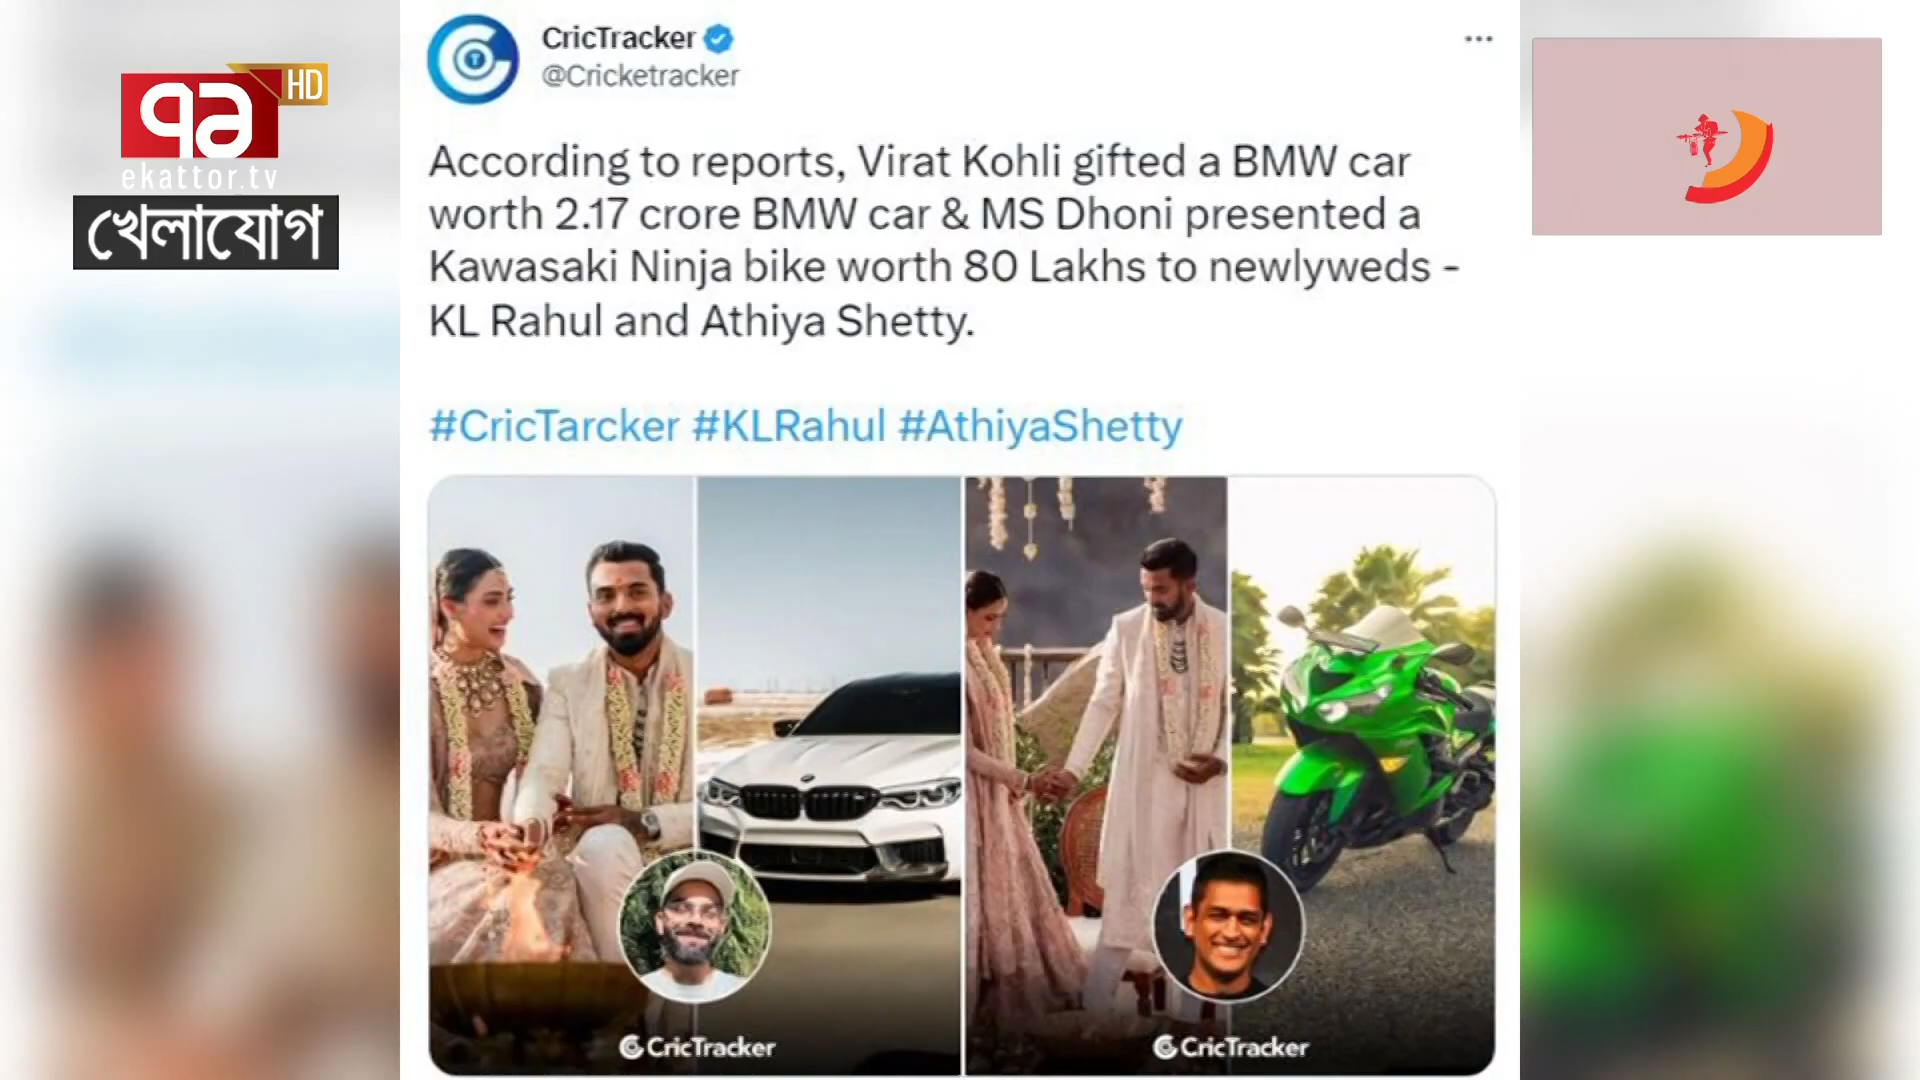 HD
ekattor.tv
খেলাযোগ
CricTracker
@Cricketracker
According to reports, Virat Kohli gifted a BMW car
worth 2.17 crore BMW car & MS Dhoni presented a
Kawasaki Ninja bike worth 80 Lakhs to newlyweds -
KL Rahul and Athiya Shetty.
#CricTarcker #KLRahul #AthiyaShetty
CricTracker
CricTracker